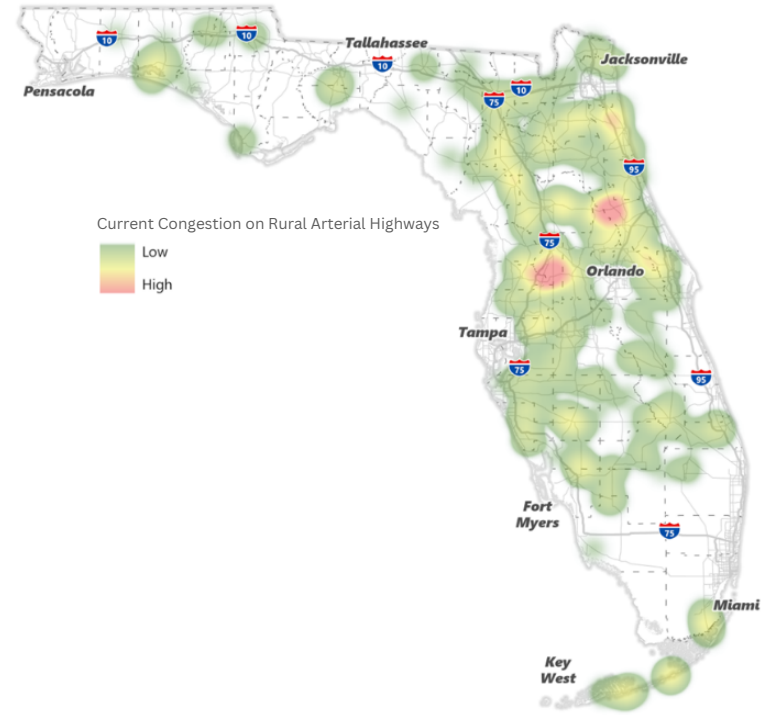 10
10
Tallahassee
10
Jacksonville
10
75
Pensacola
95
Current Congestion on Rural Arterial Highways
Low
High
75
Orlando
Tampa
75
95
Fort
Myers
75
Miami
Key
West